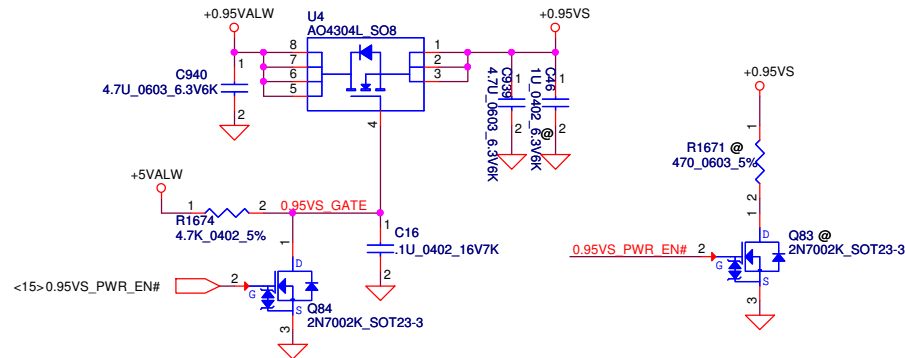 +0.95VALW
U4
AO4304L_SO8
+0.95VS
8
7
6
5
1
2
3
4
1
C940
4.7U_0603_6.3V6K
2
1
C939
4.7U_0603_6.3V6K
2
1
C46
1U_0402_6.3V6K
@
2
+0.95VS
1
R1671 @
470_0603_5%
2
+5VALW
1
2
0.95VS_GATE
R1674
4.7K_0402_5%
1
C16
.1U_0402_16V7K
2
1
D
<15>0.95VS_PWR_EN#
2
G
S
Q84
2N7002K_SOT23-3
3
1
D
0.95VS_PWR_EN#
2
G
S
Q83 @
2N7002K_SOT23-3
3